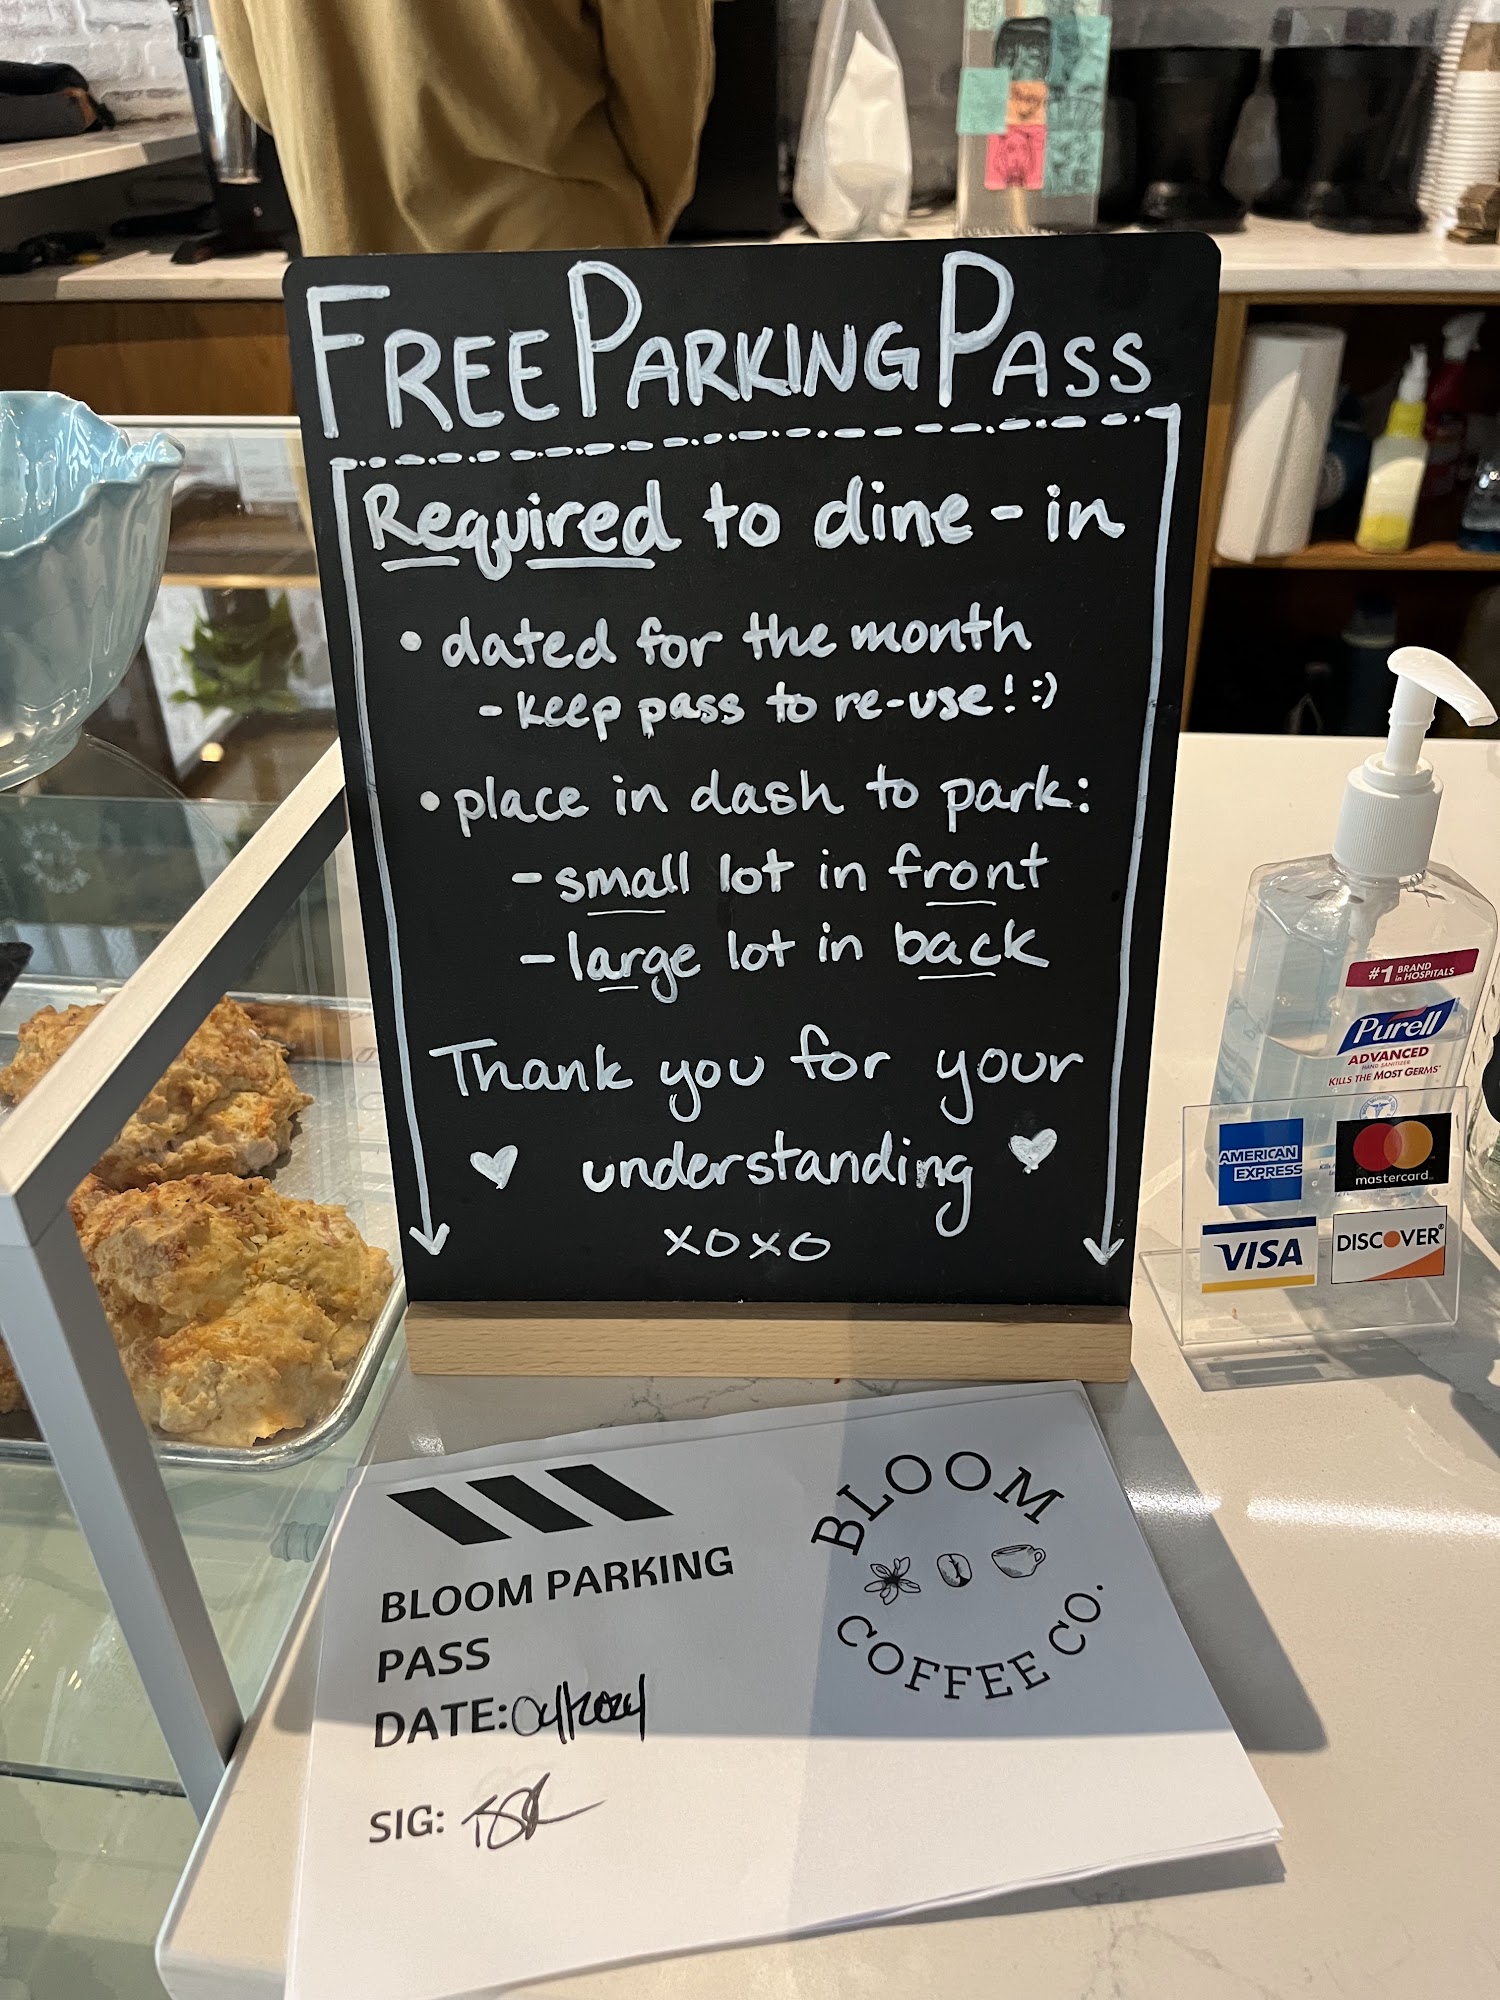 FREE PARKING PASS
Required to dine-in
• dated for the month
- keep pass to re-use! :)
• place in dash to park:
- small lot in front
- large lot in back
Thank you for your
♥ understanding ♥
xoxo
#1 BRAND
in HOSPITALS
PURELL
ADVANCED
HAND SANITIZER
KILLS THE MOST GERMS*
AMERICAN
EXPRESS
mastercard
VISA
DISCOVER
BLOOM PARKING
PASS
DATE: 04/2024
SIG:
BLOOM
COFFEE CO.